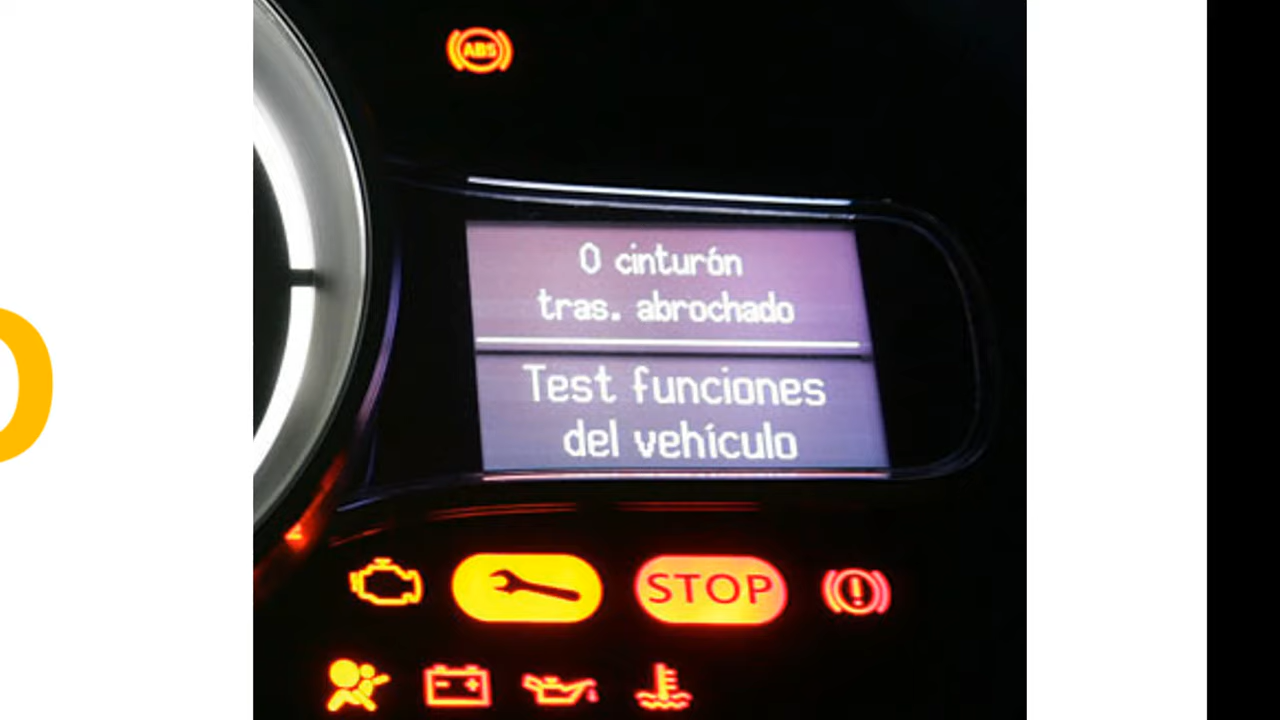 ABS
0 cinturón
tras. abrochado
Test funciones
del vehículo
STOP